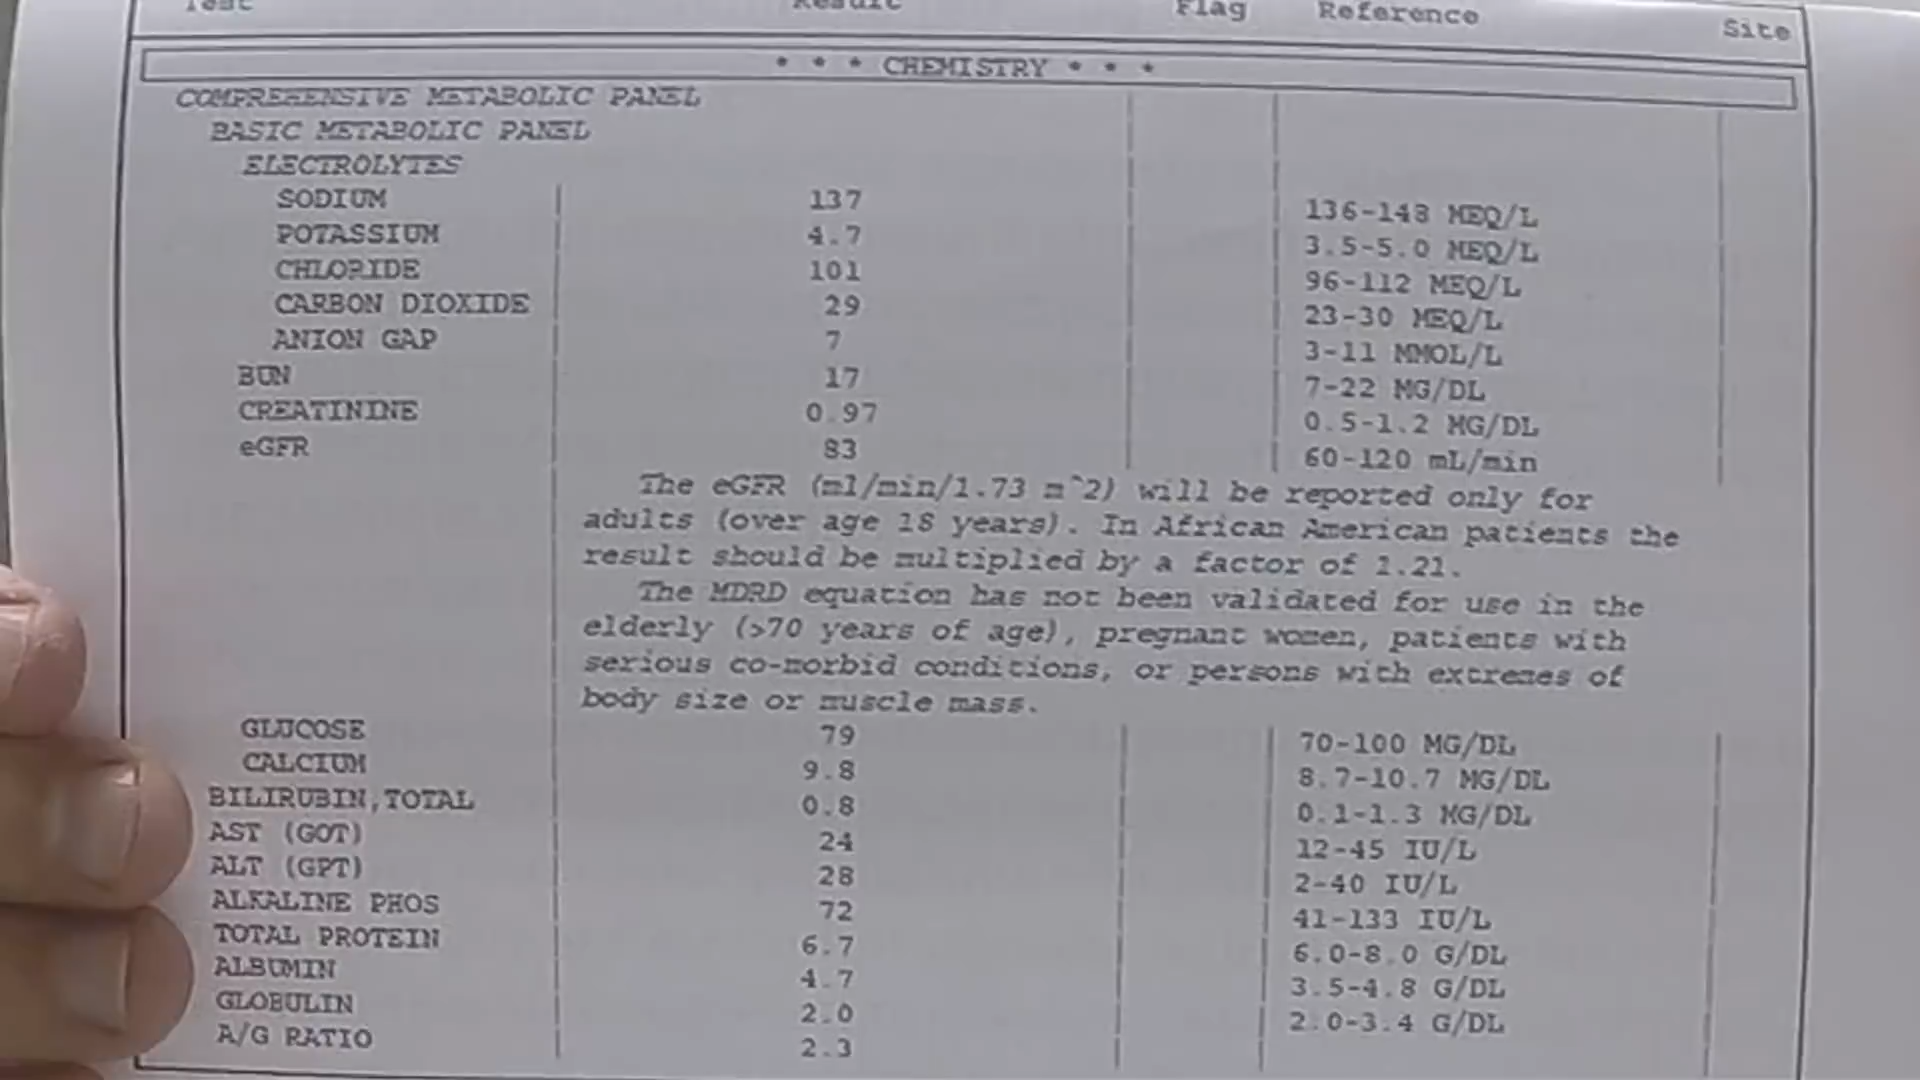 Test Result Flag Reference Site
* * * CHEMISTRY * * *
COMPREHENSIVE METABOLIC PANEL
BASIC METABOLIC PANEL
ELECTROLYTES
SODIUM 137 136-148 MEQ/L
POTASSIUM 4.7 3.5-5.0 MEQ/L
CHLORIDE 101 96-112 MEQ/L
CARBON DIOXIDE 29 23-30 MEQ/L
ANION GAP 7 3-11 MMOL/L
BUN 17 7-22 MG/DL
CREATININE 0.97 0.5-1.2 MG/DL
eGFR 83 60-120 mL/min
The eGFR (ml/min/1.73 m^2) will be reported only for
adults (over age 18 years). In African American patients the
result should be multiplied by a factor of 1.21.
The MDRD equation has not been validated for use in the
elderly (>70 years of age), pregnant women, patients with
serious co-morbid conditions, or persons with extremes of
body size or muscle mass.
GLUCOSE 79 70-100 MG/DL
CALCIUM 9.8 8.7-10.7 MG/DL
BILIRUBIN,TOTAL 0.8 0.1-1.3 MG/DL
AST (GOT) 24 12-45 IU/L
ALT (GPT) 28 2-40 IU/L
ALKALINE PHOS 72 41-133 IU/L
TOTAL PROTEIN 6.7 6.0-8.0 G/DL
ALBUMIN 4.7 3.5-4.8 G/DL
GLOBULIN 2.0 2.0-3.4 G/DL
A/G RATIO 2.3